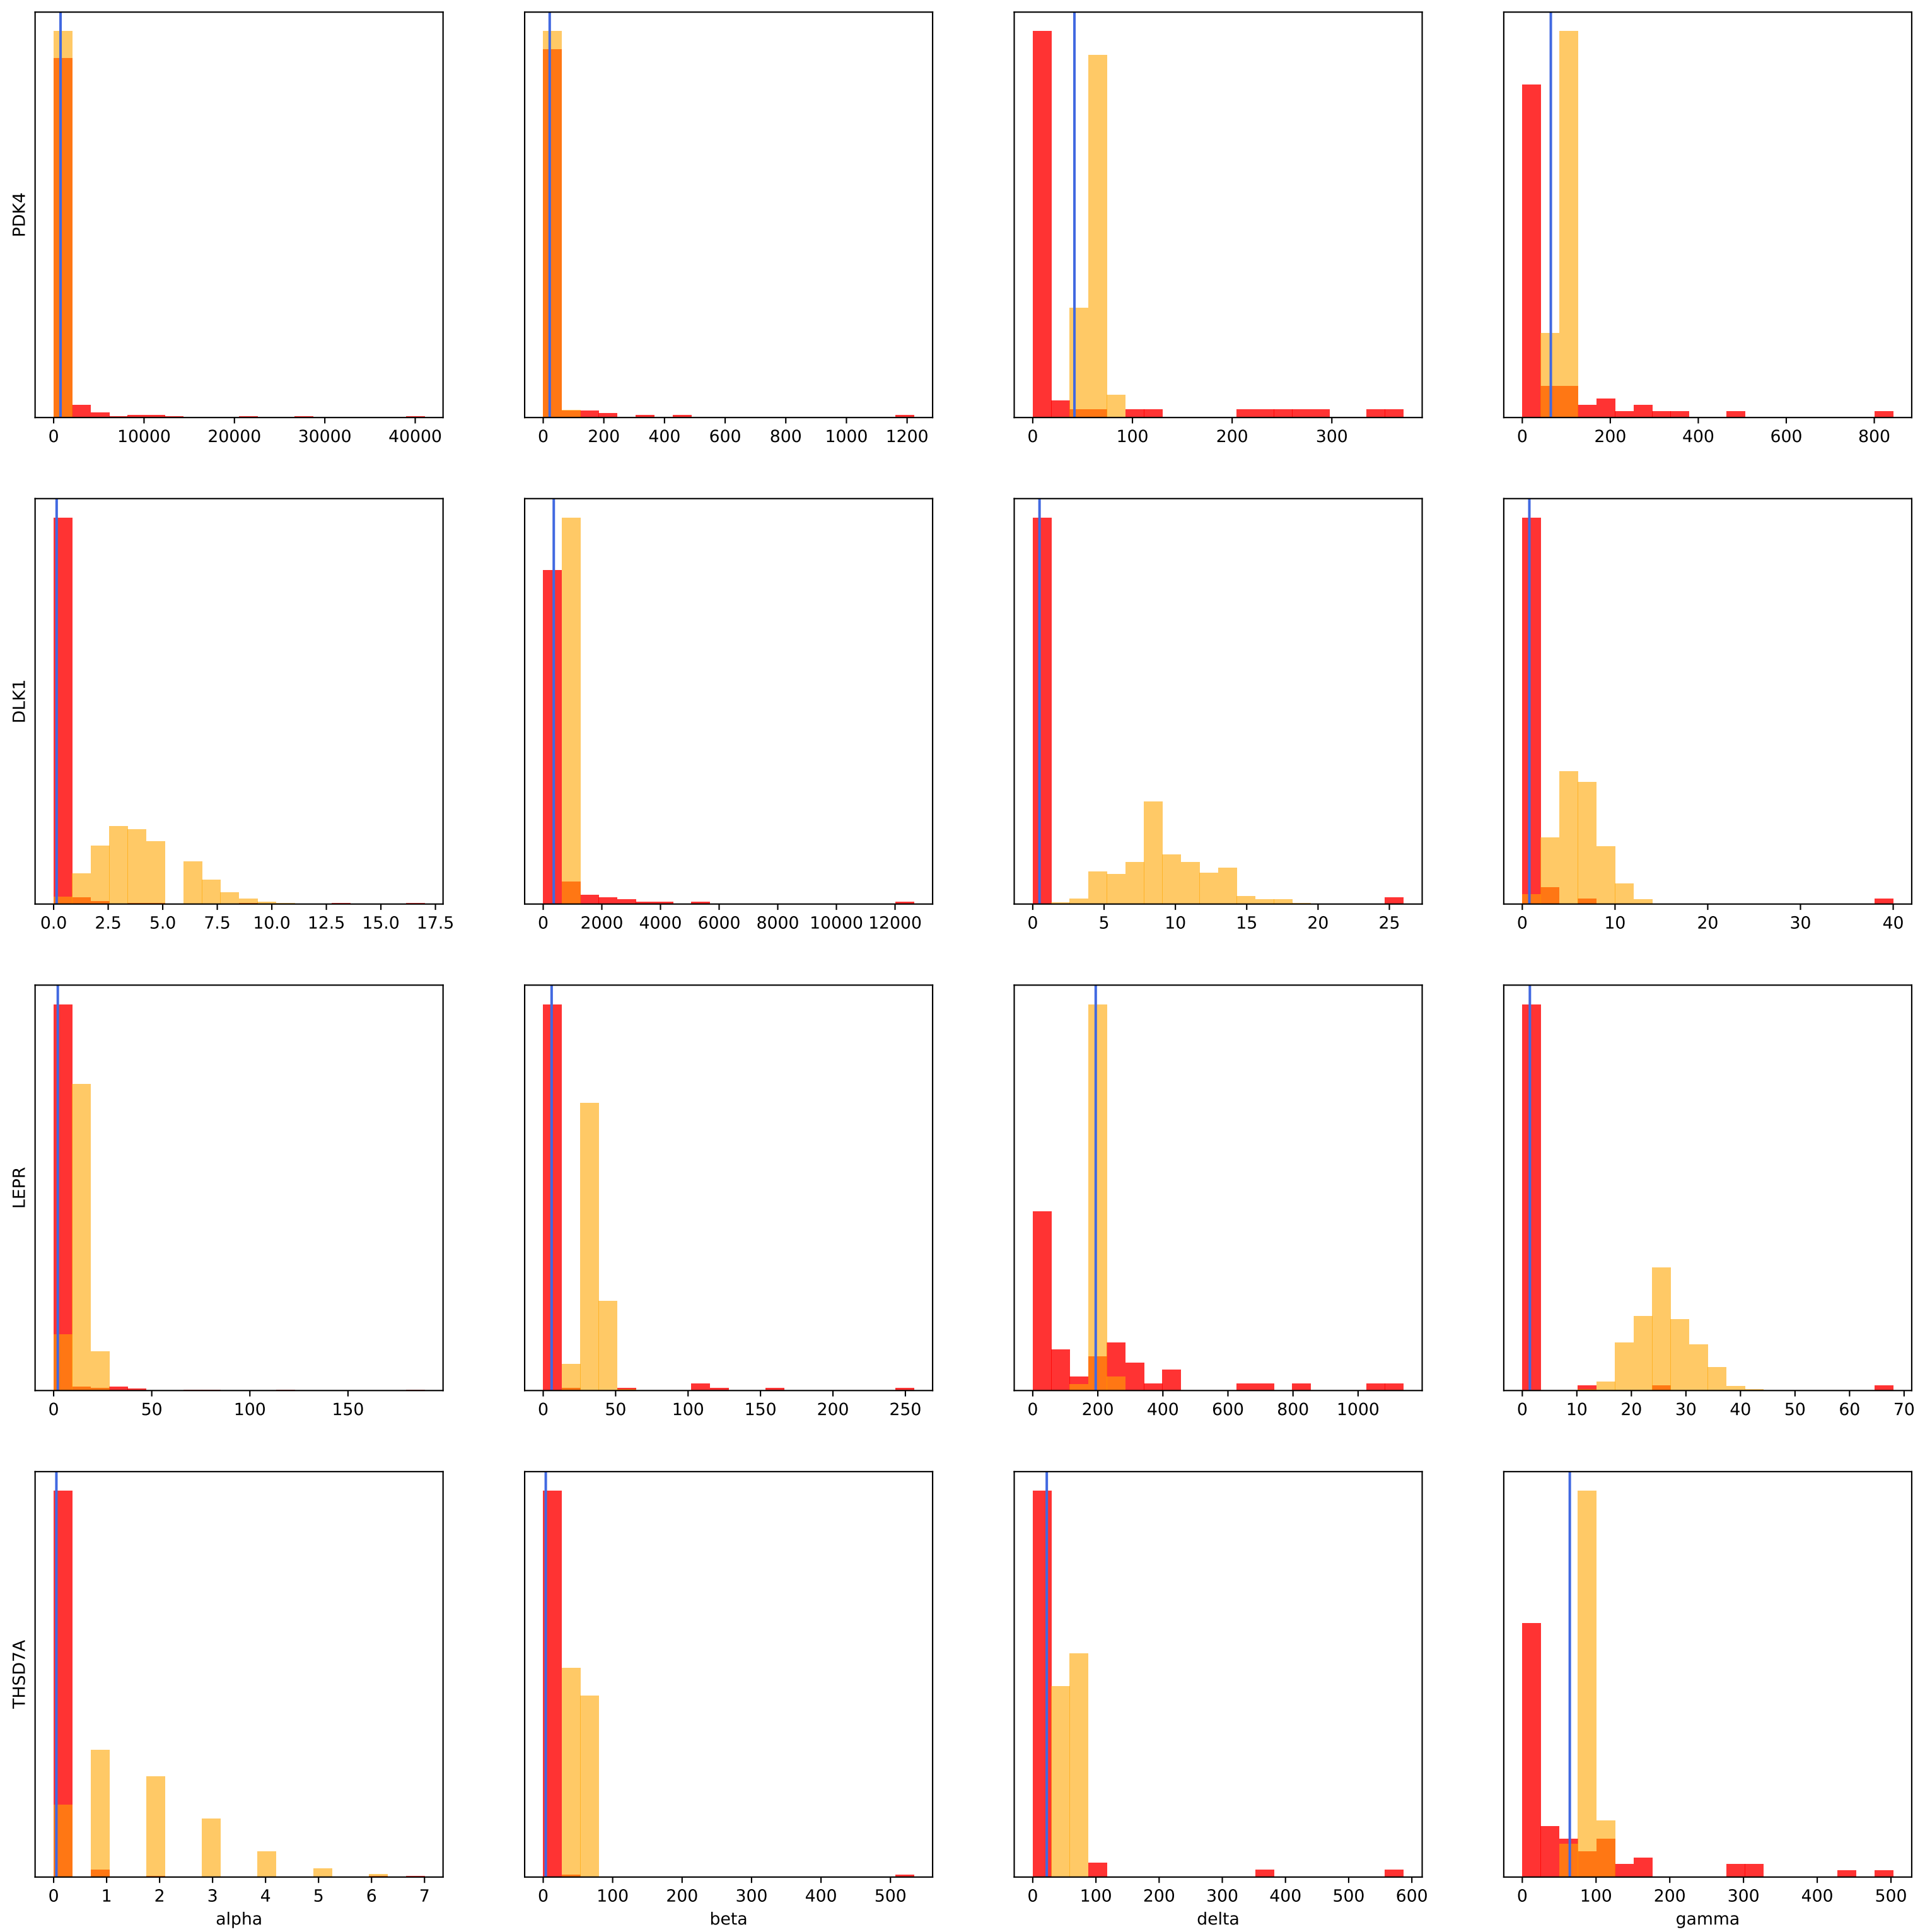 PDK4
0 10000 20000 30000 40000
0 200 400 600 800 1000 1200
0 100 200 300
0 200 400 600 800
DLK1
0.0 2.5 5.0 7.5 10.0 12.5 15.0 17.5
0 2000 4000 6000 8000 10000 12000
0 5 10 15 20 25
0 10 20 30 40
LEPR
0 50 100 150
0 50 100 150 200 250
0 200 400 600 800 1000
0 10 20 30 40 50 60 70
THSD7A
0 1 2 3 4 5 6 7
0 100 200 300 400 500
0 100 200 300 400 500 600
0 100 200 300 400 500
alpha
beta
delta
gamma